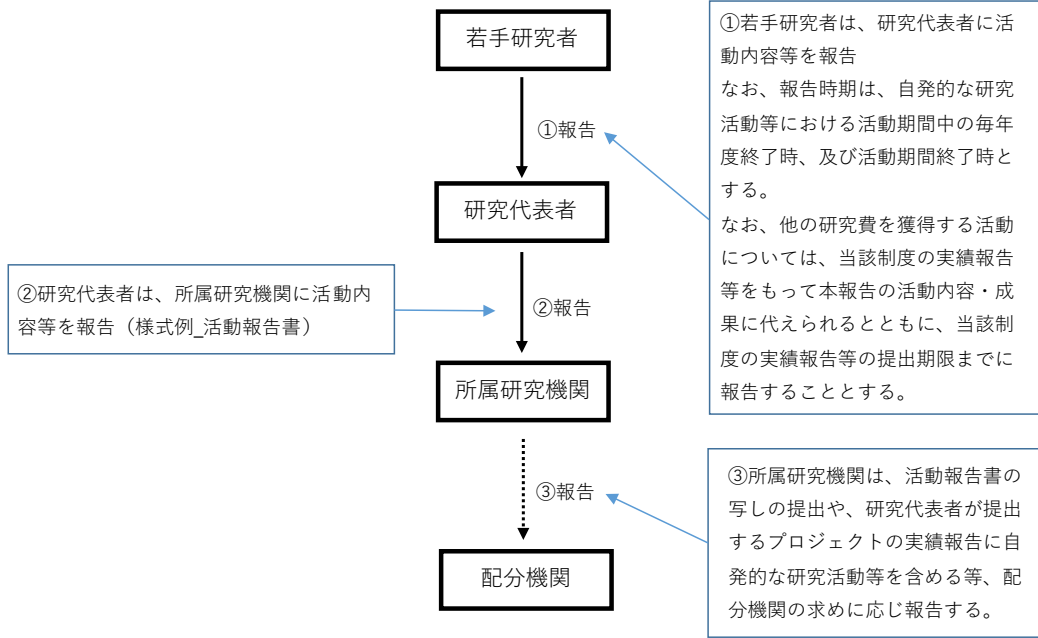 若手研究者
①若手研究者は、研究代表者に活
動内容等を報告
なお、報告時期は、自発的な研究
活動等における活動期間中の毎年
度終了時、及び活動期間終了時と
する。
なお、他の研究費を獲得する活動
については、当該制度の実績報告
等をもって本報告の活動内容・成
果に代えられるとともに、当該制
度の実績報告等の提出期限までに
報告することとする。
①報告
研究代表者
②研究代表者は、所属研究機関に活動内
容等を報告（様式例_活動報告書）
②報告
所属研究機関
③報告
③所属研究機関は、活動報告書の
写しの提出や、研究代表者が提出
するプロジェクトの実績報告に自
発的な研究活動等を含める等、配
分機関の求めに応じ報告する。
配分機関